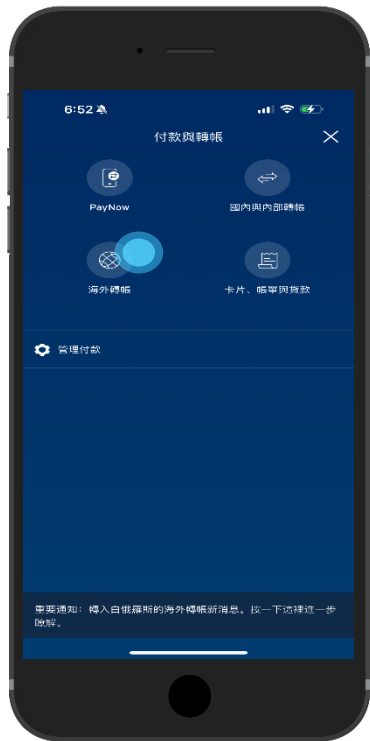 6:52
付款與轉帳
PayNow
國內與內部轉帳
海外轉帳
卡片、帳單與貸款
管理付款
重要通知：轉入白俄羅斯的海外轉帳新消息。按一下這裡進一步
瞭解。